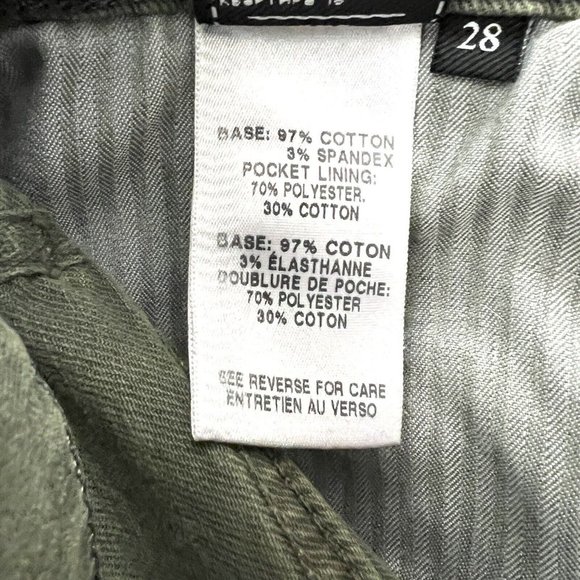 28
BASE: 97% COTTON
3% SPANDEX
POCKET LINING:
70% POLYESTER.
30% COTTON
BASE: 97% COTON
3% ÉLASTHANNE
DOUBLURE DE POCHE:
70% POLYESTER
30% COTON
SEE REVERSE FOR CARE
ENTRETIEN AU VERSO